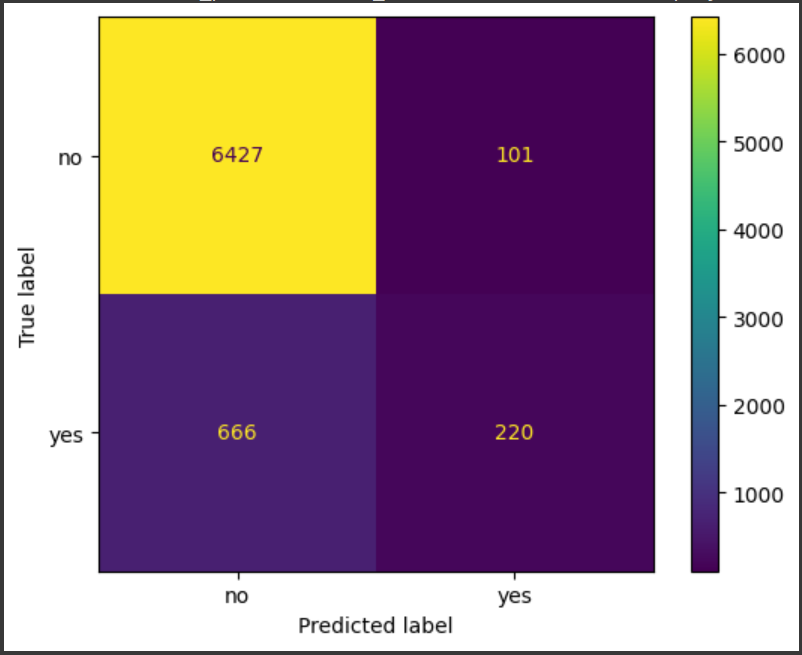 6000
no
6427
101
5000
4000
True label
3000
yes
666
220
2000
1000
no
yes
Predicted label